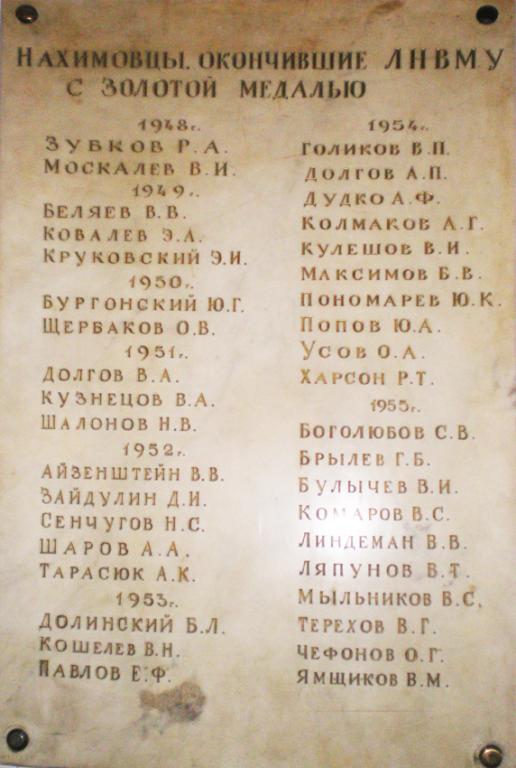 НАХИМОВЦЫ, ОКОНЧИВШИЕ ЛНВМУ
С ЗОЛОТОЙ МЕДАЛЬЮ
1948г.
ЗУБКОВ Р.А.
МОСКАЛЕВ В.И.
1949г.
БЕЛЯЕВ В.В.
КОВАЛЕВ Э.А.
КРУКОВСКИЙ Э.И.
1950г.
БУРГОНСКИЙ Ю.Г.
ЩЕРБАКОВ О.В.
1951г.
ДОЛГОВ В.А.
КУЗНЕЦОВ В.А.
ШАЛОНОВ Н.В.
1952г.
АЙЗЕНШТЕЙН В.В.
ЗАЙДУЛИН Д.И.
СЕНЧУГОВ Н.С.
ШАРОВ А.А.
ТАРАСЮК А.К.
1953г.
ДОЛИНСКИЙ Б.Л.
КОШЕЛЕВ В.Н.
ПАВЛОВ Е.Ф.
1954г.
ГОЛИКОВ В.П.
ДОЛГОВ А.П.
ДУДКО А.Ф.
КОЛМАКОВ А.Г.
КУЛЕШОВ В.И.
МАКСИМОВ Б.В.
ПОНОМАРЕВ Ю.К.
ПОПОВ Ю.А.
УСОВ О.А.
ХАРСОН Р.Т.
1955г.
БОГОЛЮБОВ С.В.
БРЫЛЕВ Г.Б.
БУЛЫЧЕВ В.И.
КОМАРОВ В.С.
ЛИНДЕМАН В.В.
ЛЯПУНОВ В.Т.
МЫЛЬНИКОВ В.С.
ТЕРЕХОВ В.Г.
ЧЕФОНОВ О.Г.
ЯМЩИКОВ В.М.